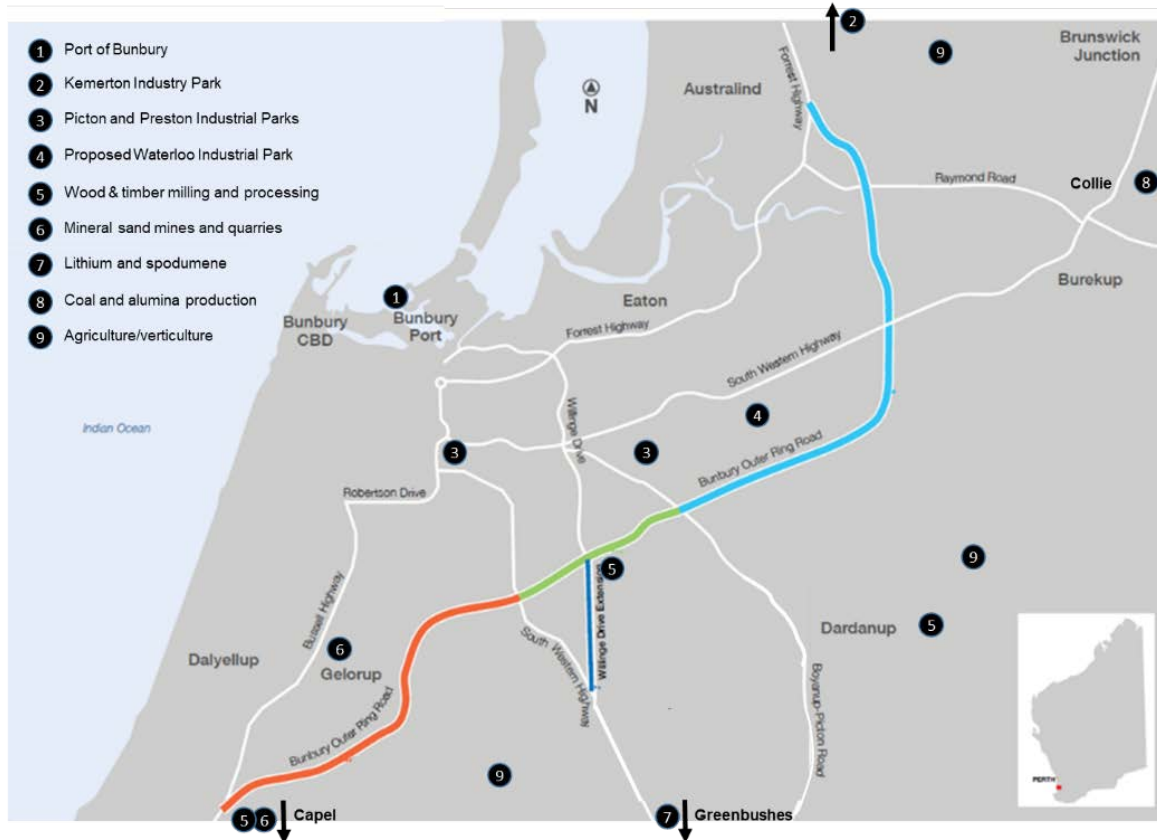 1 Port of Bunbury
2 Kemerton Industry Park
3 Picton and Preston Industrial Parks
4 Proposed Waterloo Industrial Park
5 Wood & timber milling and processing
6 Mineral sand mines and quarries
7 Lithium and spodumene
8 Coal and alumina production
9 Agriculture/verticulture
2
9
Brunswick
Junction
Australind
Forrest Highway
N
Raymond Road
Collie
8
Burekup
1
Bunbury
CBD
Bunbury
Port
Eaton
Forrest Highway
South Western Highway
Indian Ocean
Willinge Drive
4
3
3
Bunbury Outer Ring Road
Robertson Drive
5
9
Willinge Drive Extension
Bussell Highway
South Western Highway
Dardanup
5
6
Dalyellup
Gelorup
Boyanup-Picton Road
Bunbury Outer Ring Road
9
PERTH
5
6
Capel
7
Greenbushes